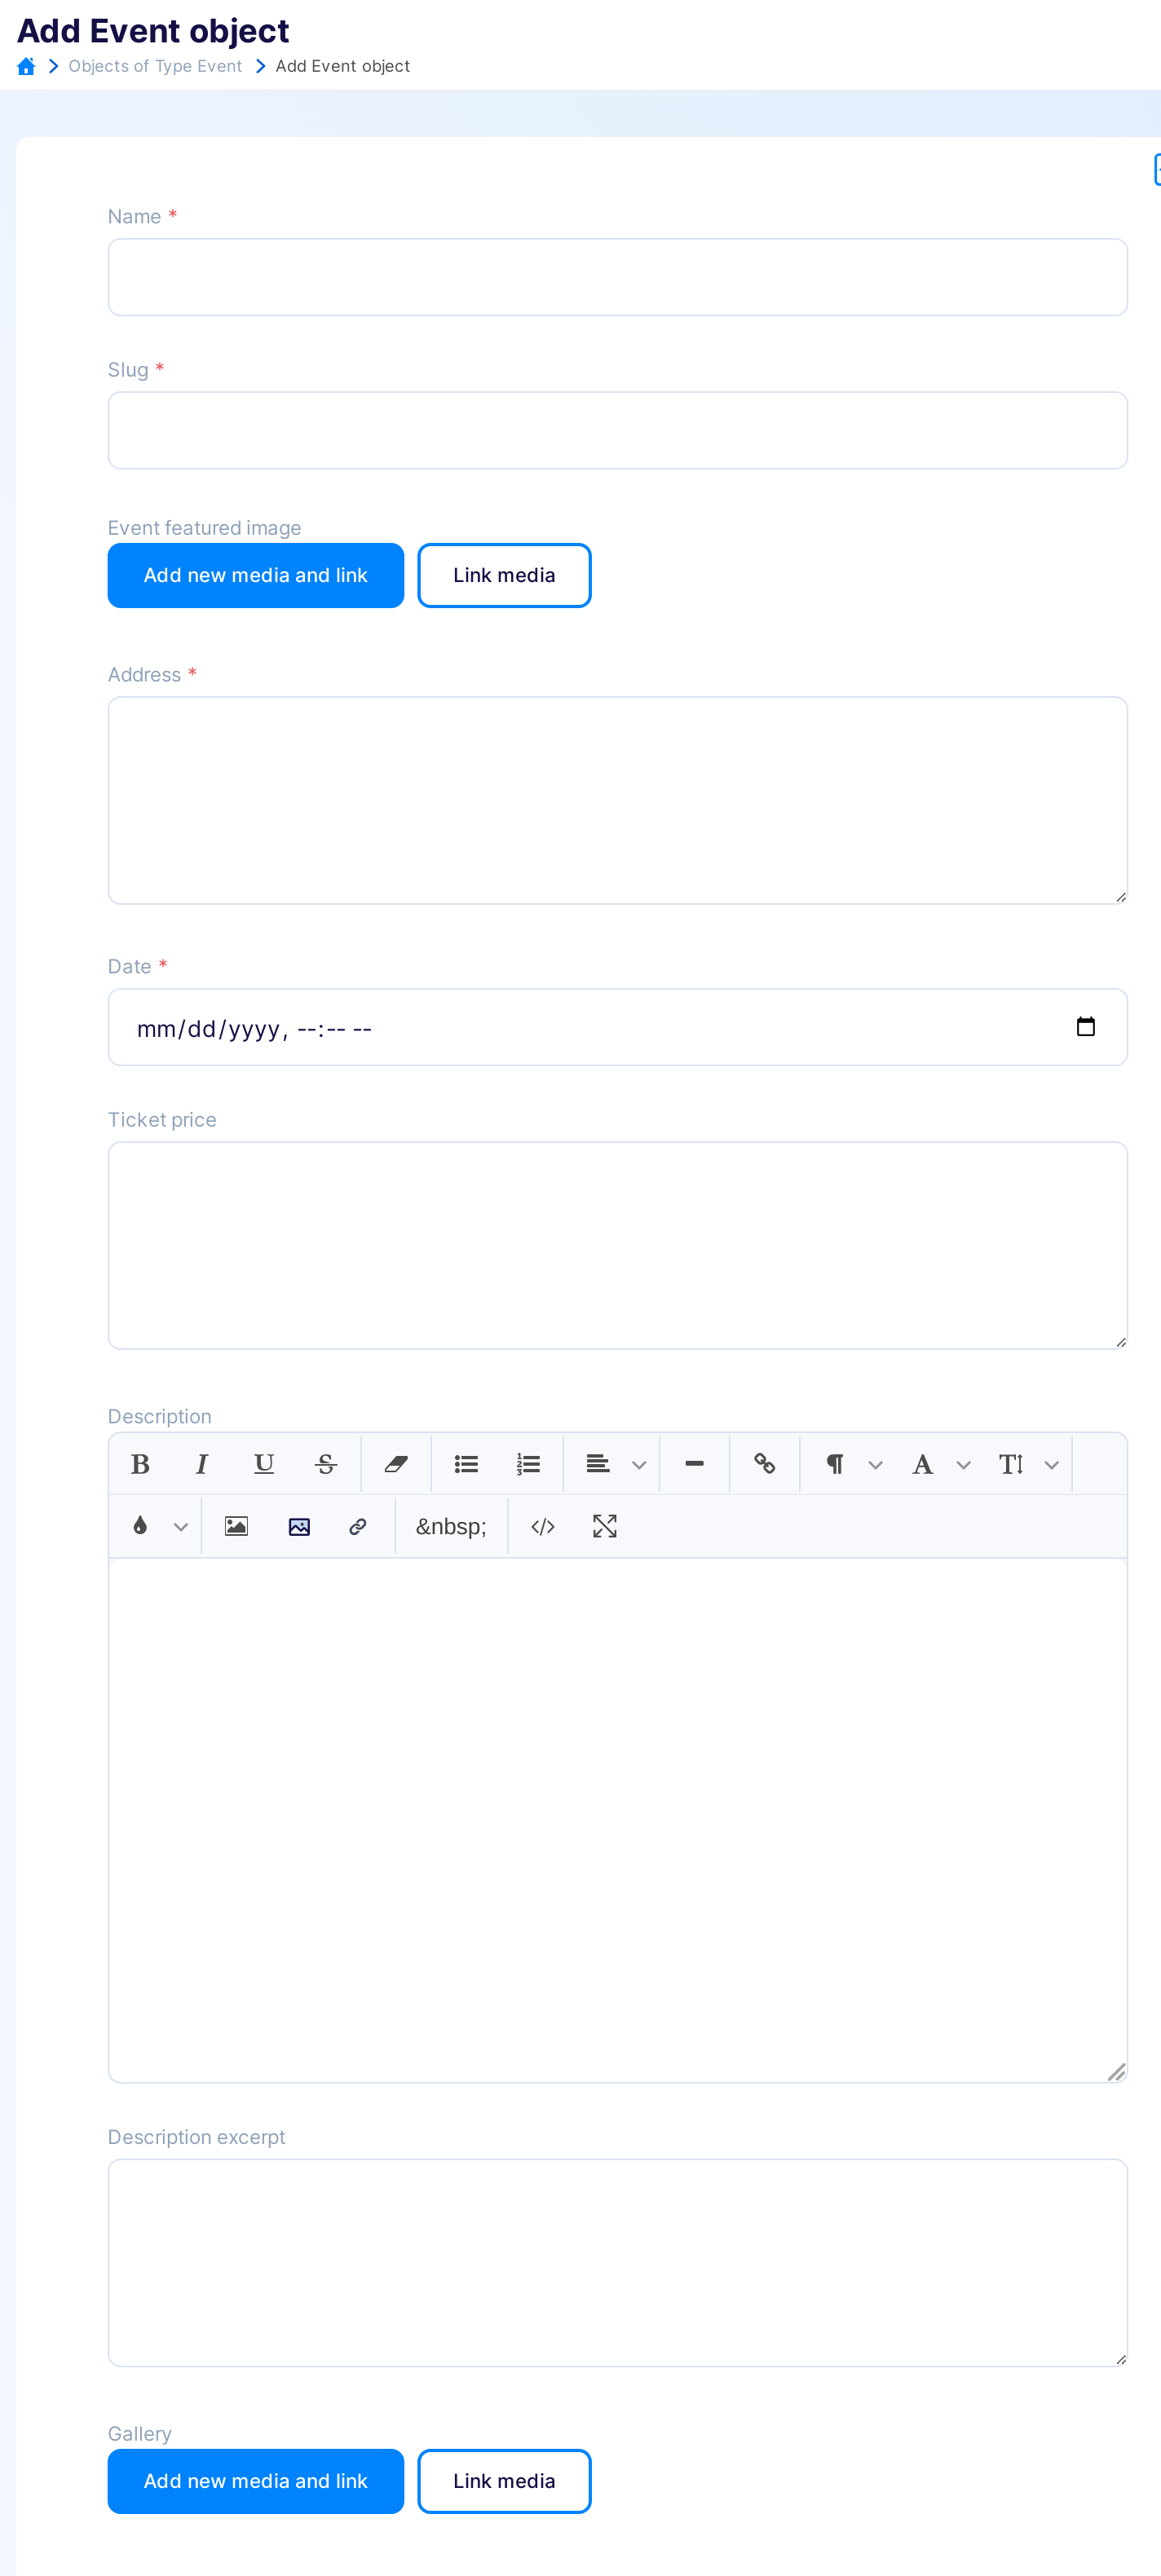 Add Event object
Objects of Type Event Add Event object
Name *
Slug *
Event featured image
Add new media and link Link media
Address *
mm/dd/yyyy, --:-- --
Date *
Ticket price
Description
B I U S A T
&nbsp; </>
Description excerpt
Gallery
Add new media and link Link media